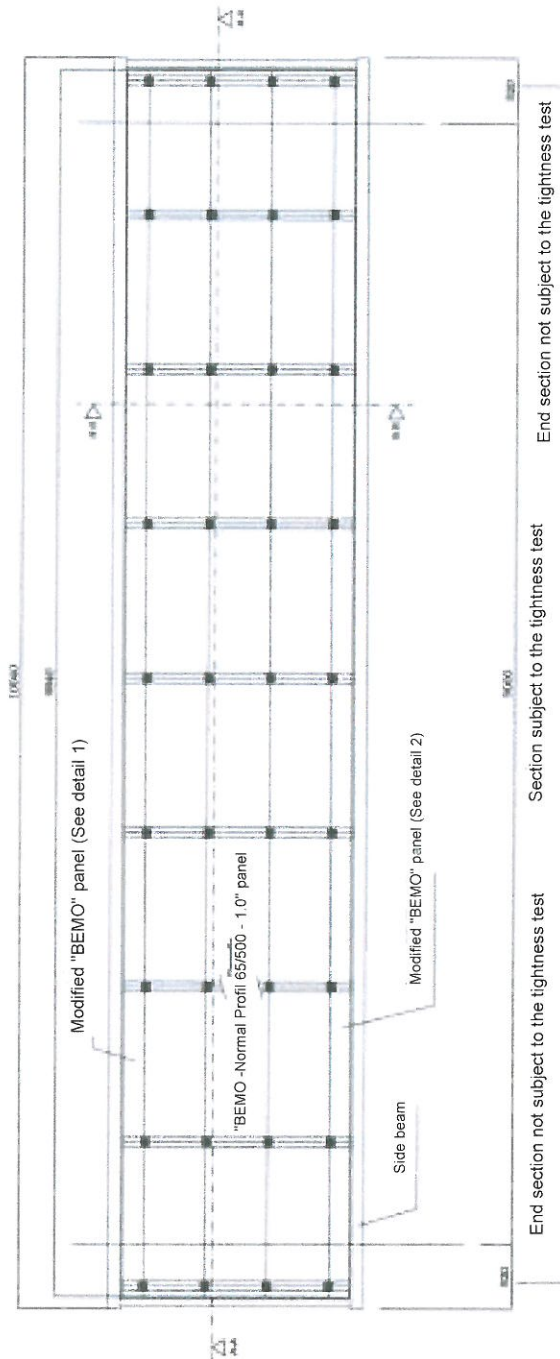 Modified "BEMO" panel (See detail 1)
"BEMO -Normal Profil 65/500 - 1.0" panel
Modified "BEMO" panel (See detail 2)
Side beam
9000
End section not subject to the tightness test
Section subject to the tightness test
End section not subject to the tightness test